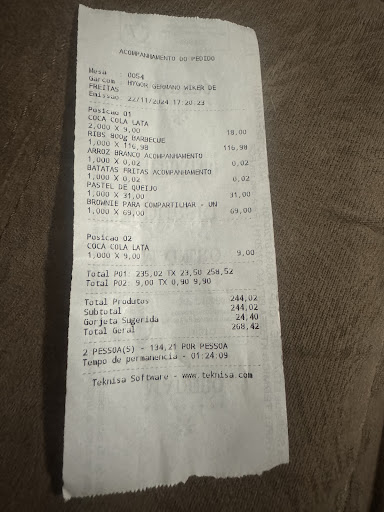 ACOMPANHAMENTO DO PEDIDO
Mesa 0054
Garcom HYGOR GERMANO WIKER DE
FREITAS
Emissao 22/11/2024 17:20:23
Posicao 01
COCA COLA LATA
2,000 X 9,00 18,00
RIBS 800g BARBECUE
1,000 X 116,98 116,98
ARROZ BRANCO ACOMPANHAMENTO
1,000 X 0,02 0,02
BATATAS FRITAS ACOMPANHAMENTO
1,000 X 0,02 0,02
PASTEL DE QUEIJO
1,000 X 31,00 31,00
BROWNIE PARA COMPARTILHAR - UN
1,000 X 69,00 69,00
Posicao 02
COCA COLA LATA
1,000 X 9,00 9,00
Total P01: 235,02 TX 23,50 258,52
Total P02: 9,00 TX 0,90 9,90
Total Produtos 244,02
Subtotal 244,02
Gorjeta Sugerida 24,40
Total Geral 268,42
2 PESSOA(S) - 134,21 POR PESSOA
Tempo de permanencia - 01:24:09
Teknisa Software - www.teknisa.com